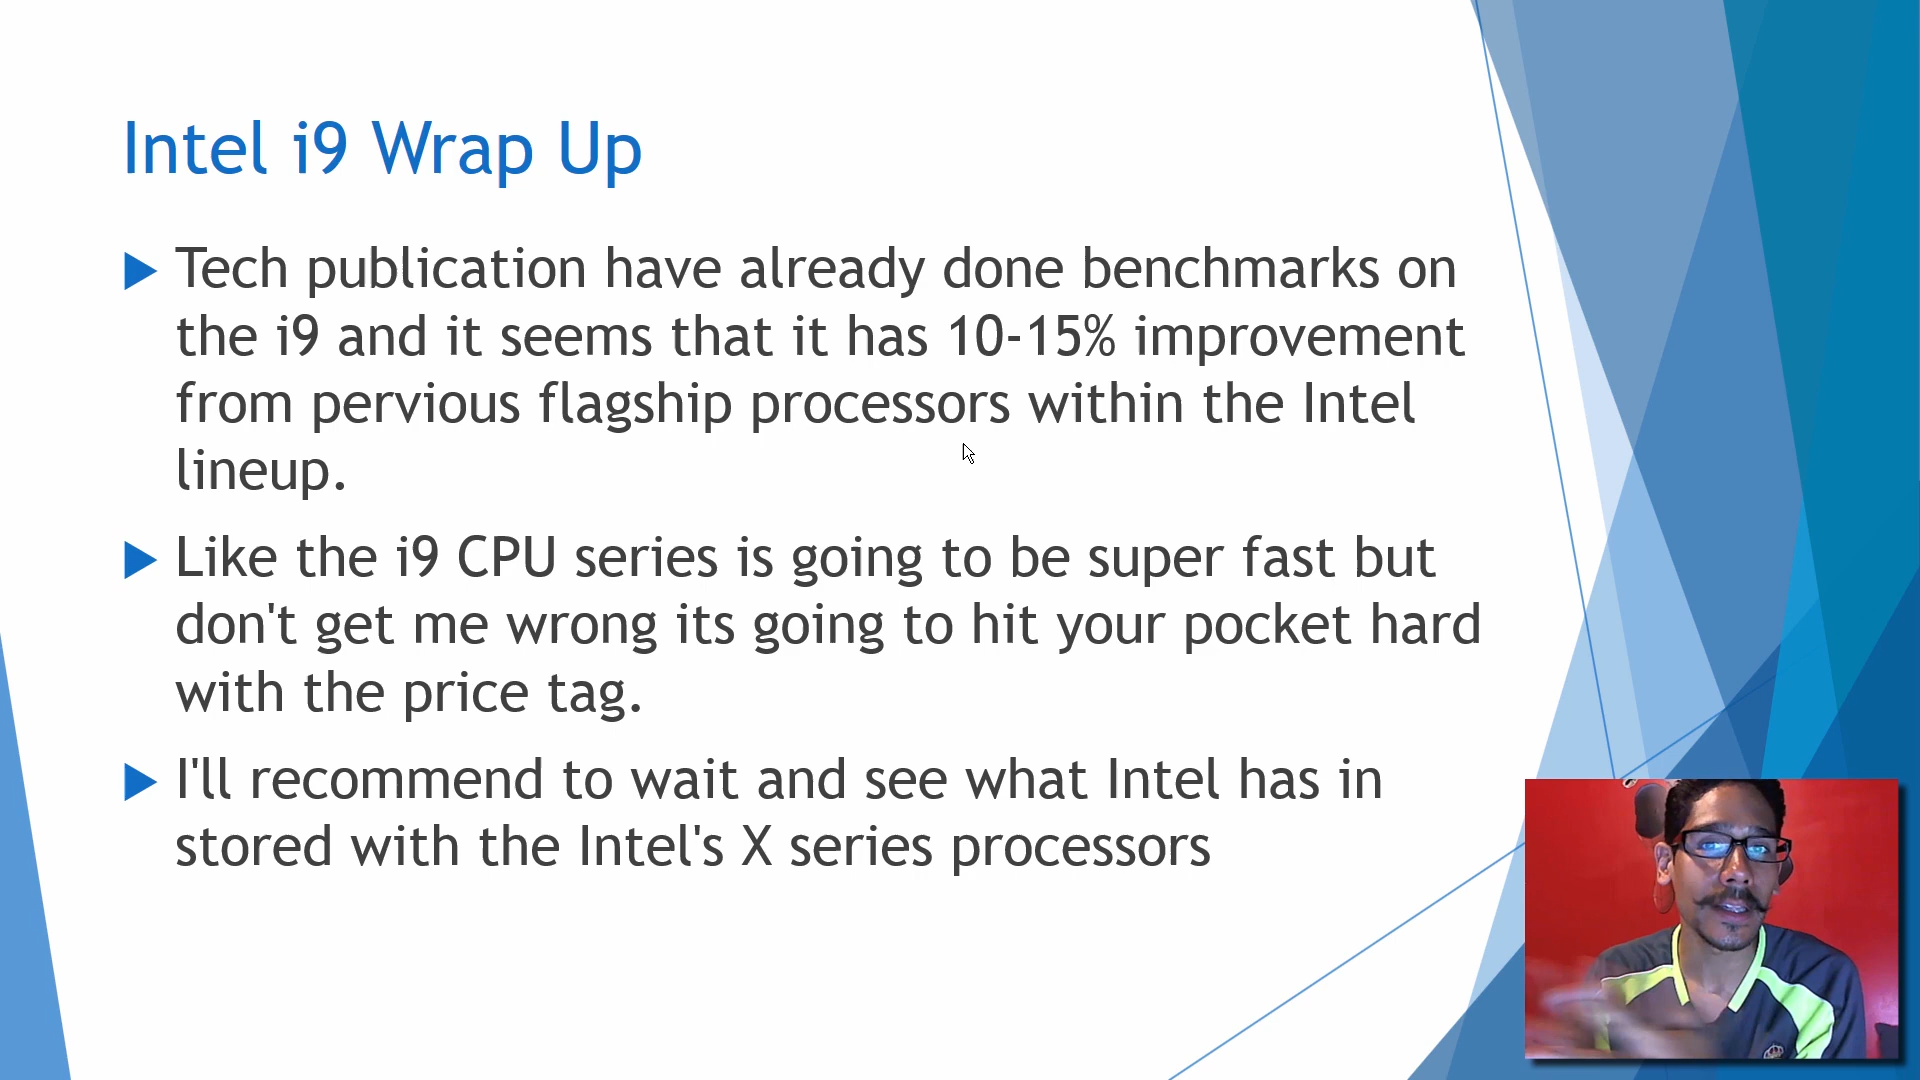 Intel i9 Wrap Up
Tech publication have already done benchmarks on
the i9 and it seems that it has 10-15% improvement
from pervious flagship processors within the Intel
lineup.
Like the i9 CPU series is going to be super fast but
don't get me wrong its going to hit your pocket hard
with the price tag.
I'll recommend to wait and see what Intel has in
stored with the Intel's X series processors